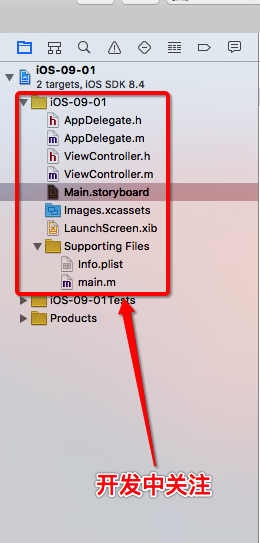 iOS-09-01
2 targets, iOS SDK 8.4
iOS-09-01
h AppDelegate.h
m AppDelegate.m
h ViewController.h
m ViewController.m
Main.storyboard
Images.xcassets
LaunchScreen.xib
Supporting Files
Info.plist
m main.m
iOS-09-01Tests
Products
开发中关注